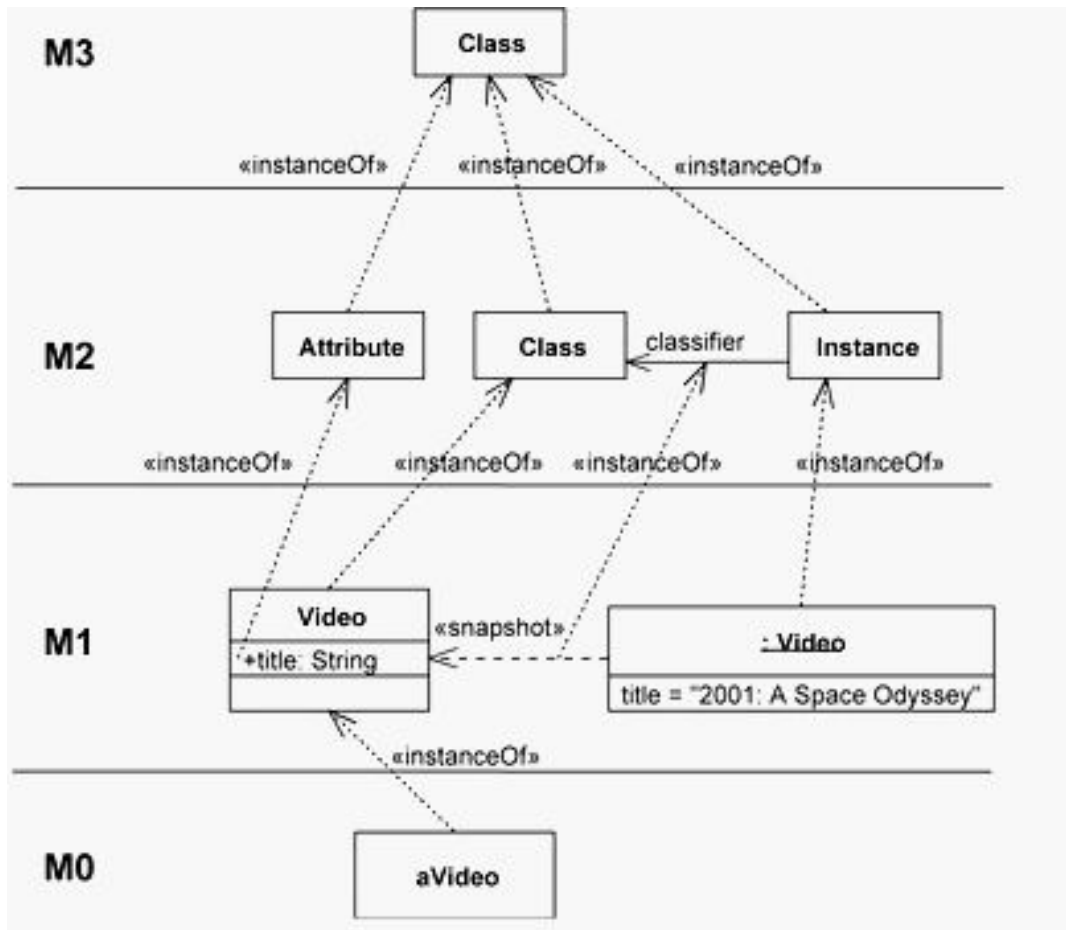 M3
Class
«instanceOf» «instanceOf» «instanceOf»
M2
Attribute
Class
classifier
Instance
«instanceOf» «instanceOf» «instanceOf» «instanceOf»
M1
Video
+title: String
«snapshot»
: Video
title = "2001: A Space Odyssey"
«instanceOf»
M0
aVideo